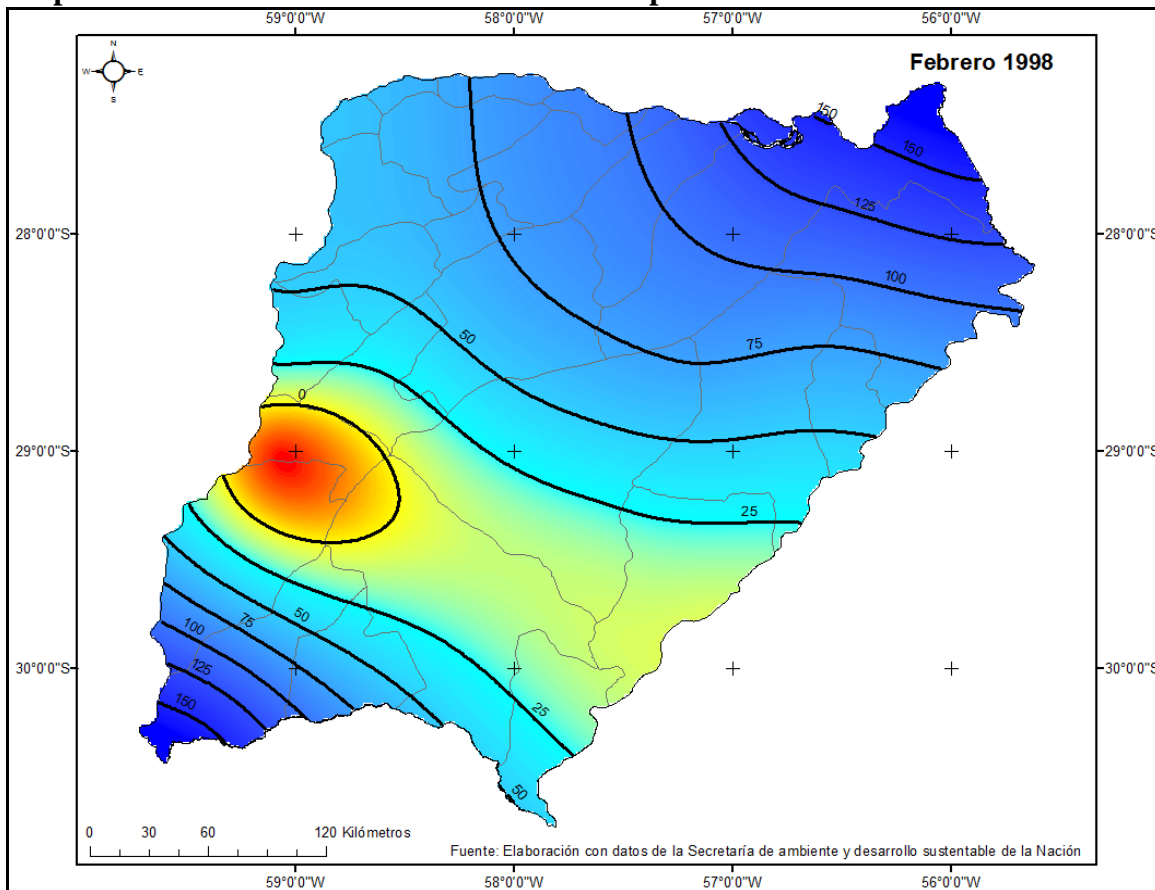 59°0'0"W 58°0'0"W 57°0'0"W 56°0'0"W
N
W E
S
Febrero 1998
150
150
125
28°0'0"S 28°0'0"S
100
50
75
0
29°0'0"S 29°0'0"S
25
50
75
100
125
30°0'0"S 30°0'0"S
150
25
50
0 30 60 120 Kilómetros
Fuente: Elaboración con datos de la Secretaría de ambiente y desarrollo sustentable de la Nación
59°0'0"W 58°0'0"W 57°0'0"W 56°0'0"W